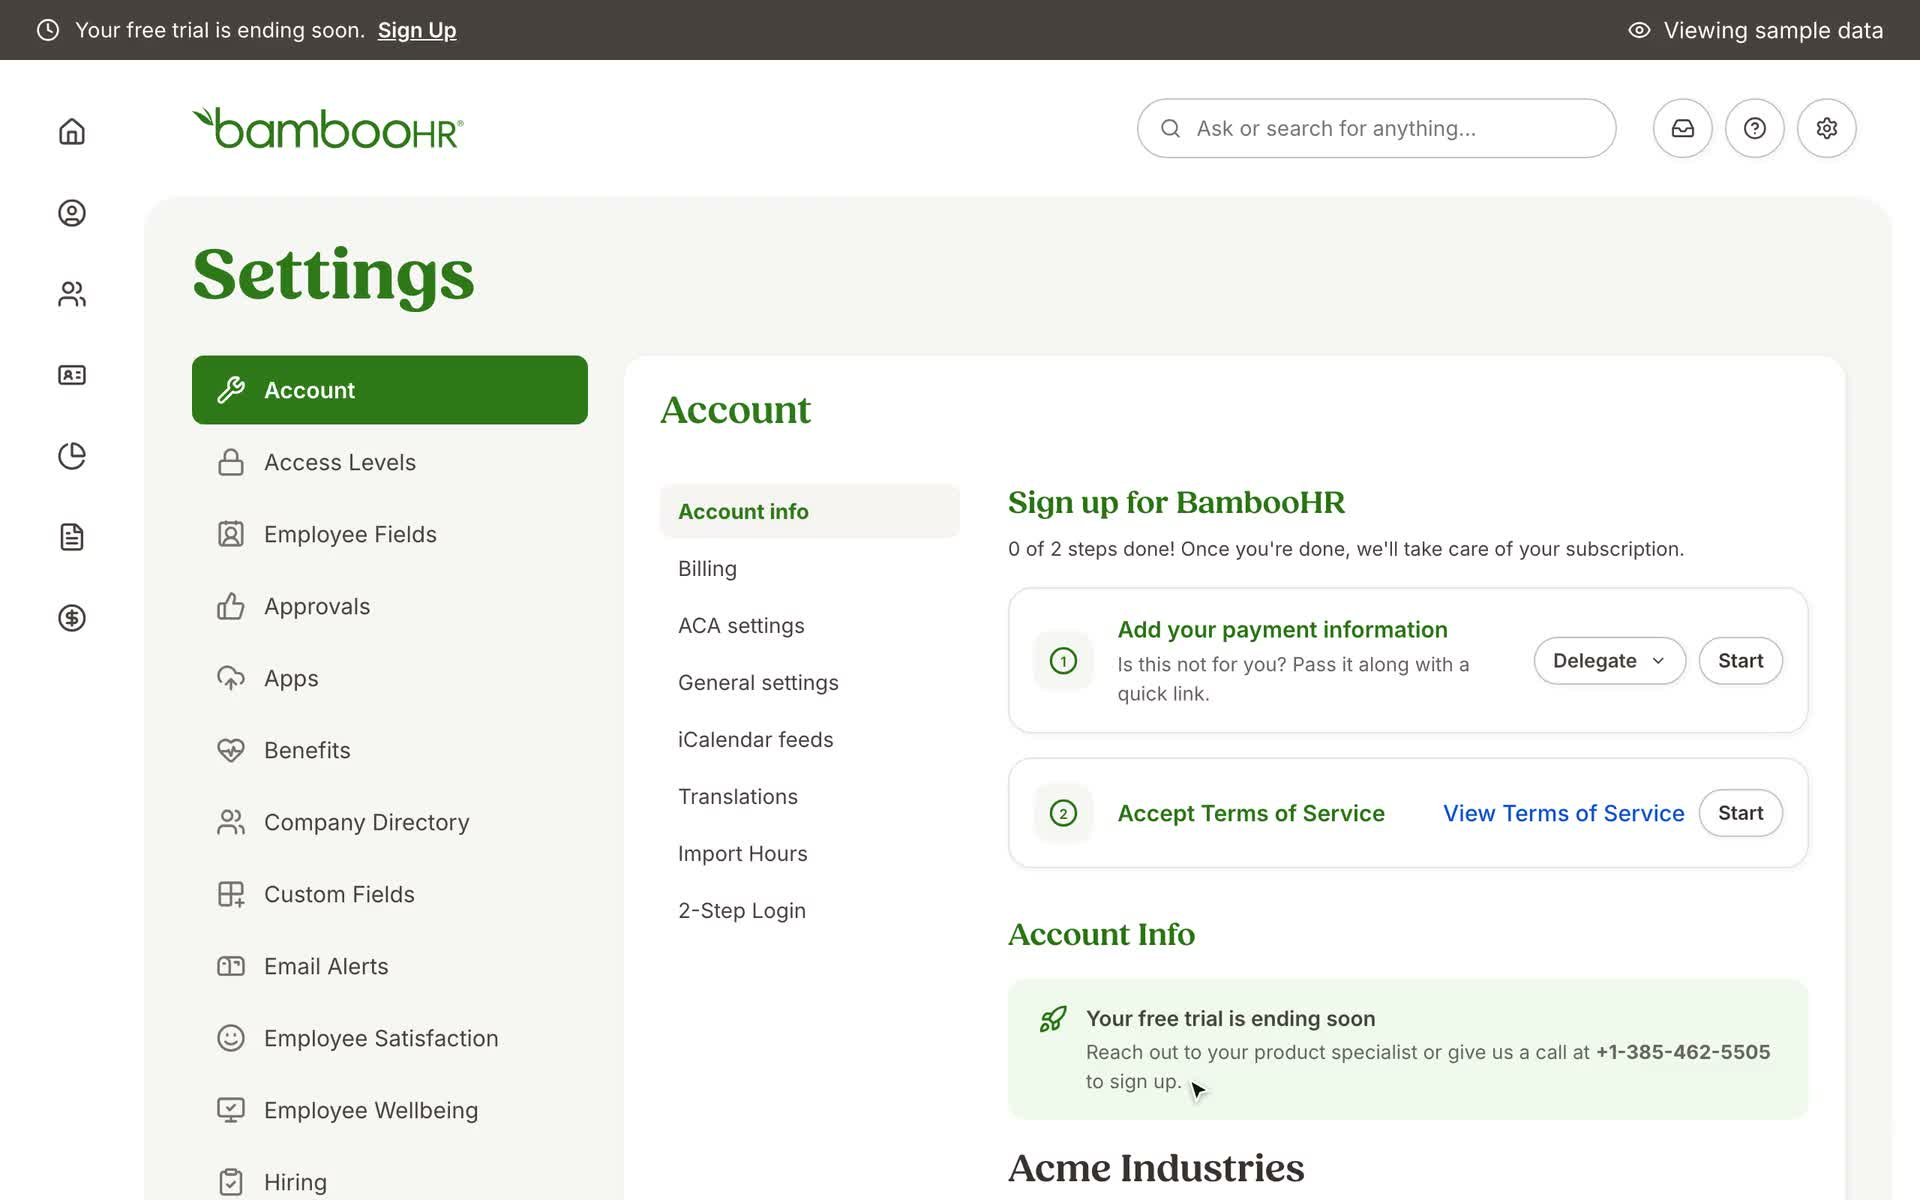 Your free trial is ending soon. Sign Up
Viewing sample data
bambooHR®
Ask or search for anything...
Settings
Account
Access Levels
Employee Fields
Approvals
Apps
Benefits
Company Directory
Custom Fields
Email Alerts
Employee Satisfaction
Employee Wellbeing
Hiring
Account
Account info
Billing
ACA settings
General settings
iCalendar feeds
Translations
Import Hours
2-Step Login
Sign up for BambooHR
0 of 2 steps done! Once you're done, we'll take care of your subscription.
1
Add your payment information
Is this not for you? Pass it along with a
quick link.
Delegate
Start
2
Accept Terms of Service
View Terms of Service
Start
Account Info
Your free trial is ending soon
Reach out to your product specialist or give us a call at +1-385-462-5505
to sign up.
Acme Industries